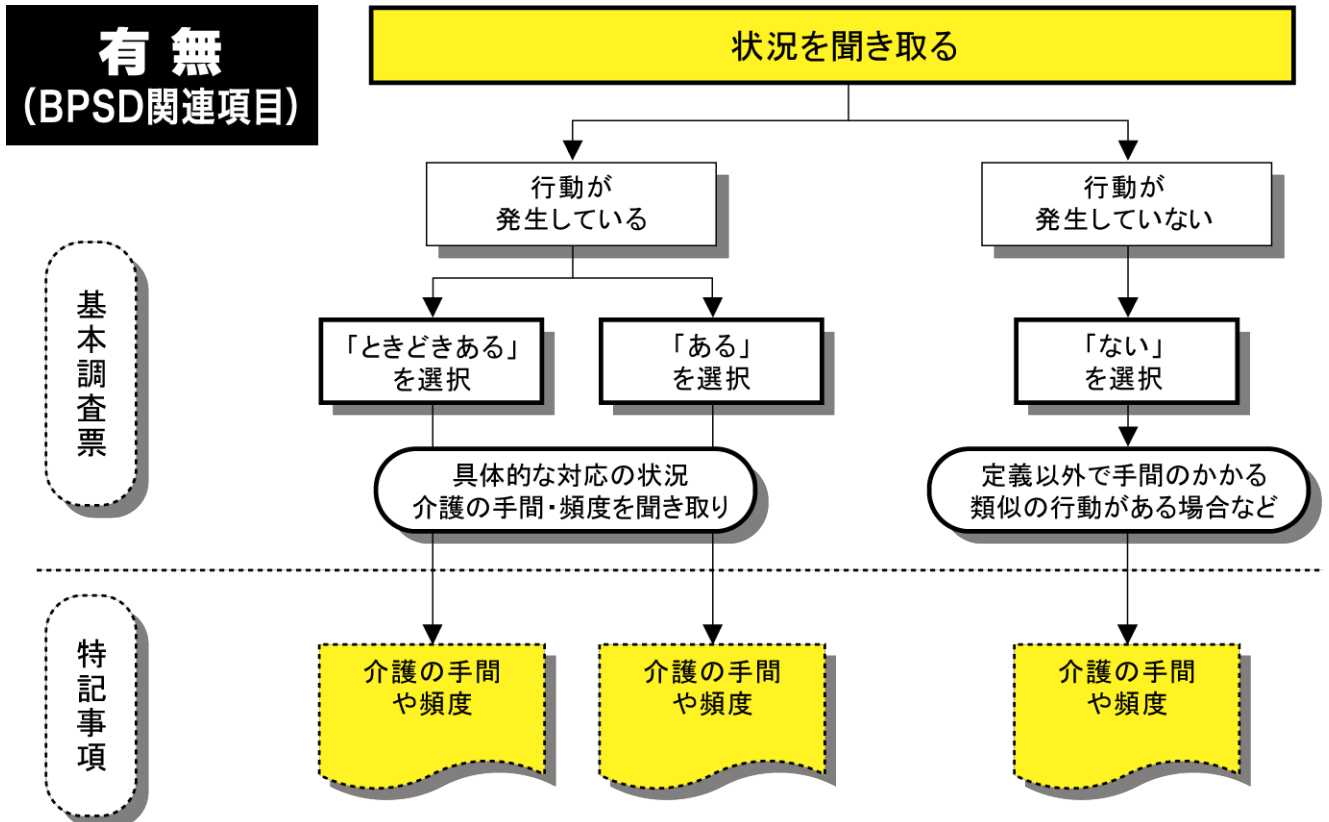 有 無
(BPSD関連項目)
状況を聞き取る
行動が
発生している
行動が
発生していない
基本調査票
「ときどきある」
を選択
「ある」
を選択
「ない」
を選択
具体的な対応の状況
介護の手間・頻度を聞き取り
定義以外で手間のかかる
類似の行動がある場合など
特記事項
介護の手間
や頻度
介護の手間
や頻度
介護の手間
や頻度